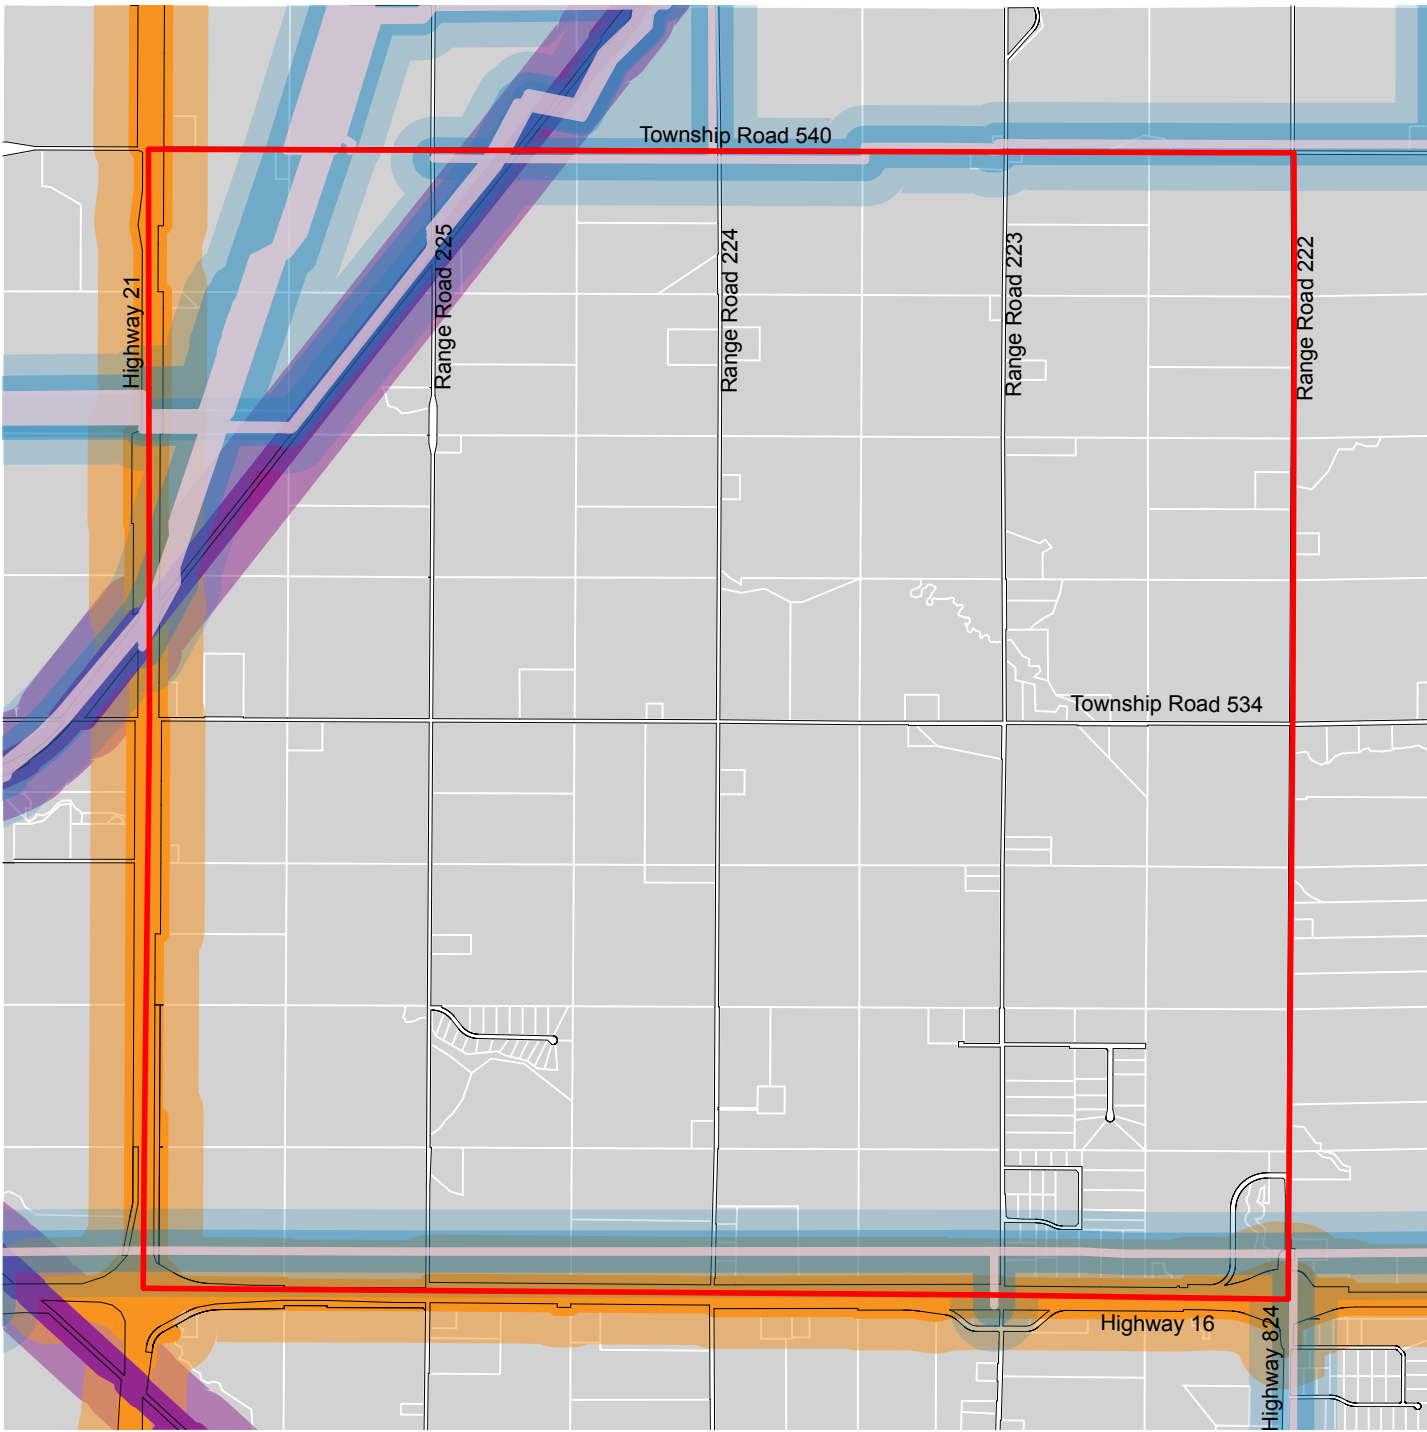 Township Road 540
Highway 21
Range Road 225
Range Road 224
Range Road 223
Range Road 222
Township Road 534
Highway 16
Highway 824